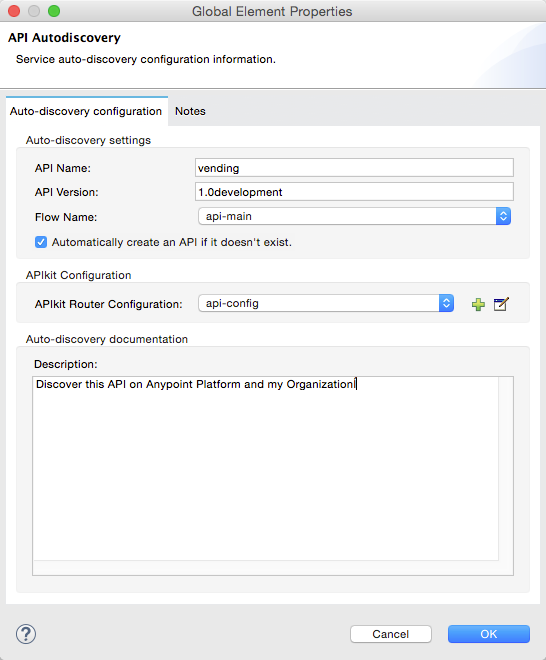 Global Element Properties
API Autodiscovery
Service auto-discovery configuration information.
Auto-discovery configuration Notes
Auto-discovery settings
API Name: vending
API Version: 1.0development
Flow Name: api-main
Automatically create an API if it doesn't exist.
APIkit Configuration
APIkit Router Configuration: api-config
Auto-discovery documentation
Description:
Discover this API on Anypoint Platform and my Organization
? Cancel OK